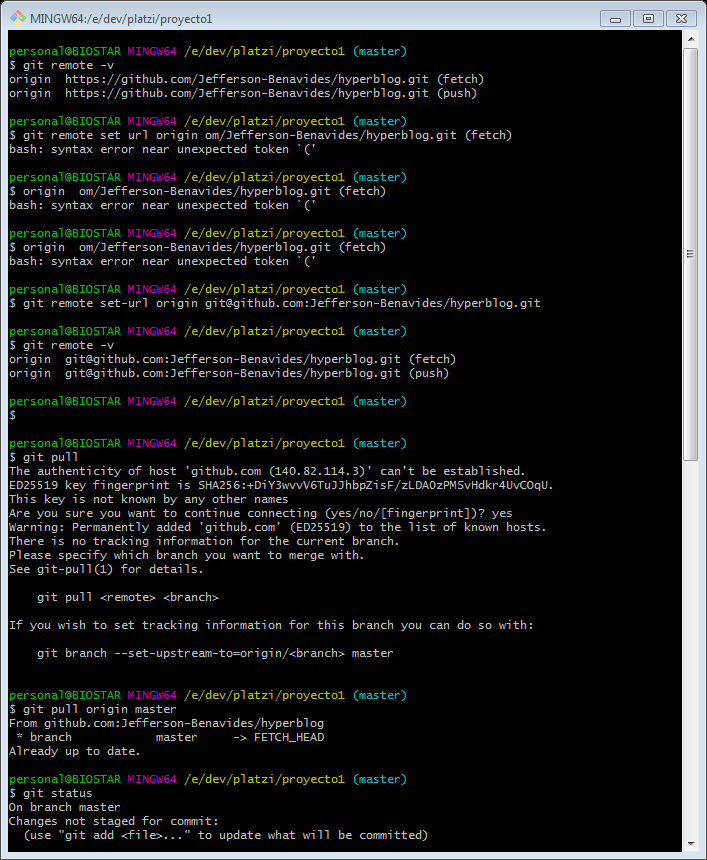 MINGW64:/e/dev/platzi/proyecto1
personal@BIOSTAR MINGW64 /e/dev/platzi/proyecto1 (master)
$ git remote -v
origin  https://github.com/Jefferson-Benavides/hyperblog.git (fetch)
origin  https://github.com/Jefferson-Benavides/hyperblog.git (push)
personal@BIOSTAR MINGW64 /e/dev/platzi/proyecto1 (master)
$ git remote set url origin om/Jefferson-Benavides/hyperblog.git (fetch)
bash: syntax error near unexpected token `('
personal@BIOSTAR MINGW64 /e/dev/platzi/proyecto1 (master)
$ origin  om/Jefferson-Benavides/hyperblog.git (fetch)
bash: syntax error near unexpected token `('
personal@BIOSTAR MINGW64 /e/dev/platzi/proyecto1 (master)
$ origin  om/Jefferson-Benavides/hyperblog.git (fetch)
bash: syntax error near unexpected token `('
personal@BIOSTAR MINGW64 /e/dev/platzi/proyecto1 (master)
$ git remote set-url origin git@github.com:Jefferson-Benavides/hyperblog.git
personal@BIOSTAR MINGW64 /e/dev/platzi/proyecto1 (master)
$ git remote -v
origin  git@github.com:Jefferson-Benavides/hyperblog.git (fetch)
origin  git@github.com:Jefferson-Benavides/hyperblog.git (push)
personal@BIOSTAR MINGW64 /e/dev/platzi/proyecto1 (master)
$
personal@BIOSTAR MINGW64 /e/dev/platzi/proyecto1 (master)
$ git pull
The authenticity of host 'github.com (140.82.114.3)' can't be established.
ED25519 key fingerprint is SHA256:+DiY3wvvV6TuJJhbpZisF/zLDA0zPMSvHdkr4UvCOqU.
This key is not known by any other names
Are you sure you want to continue connecting (yes/no/[fingerprint])? yes
Warning: Permanently added 'github.com' (ED25519) to the list of known hosts.
There is no tracking information for the current branch.
Please specify which branch you want to merge with.
See git-pull(1) for details.
    git pull <remote> <branch>
If you wish to set tracking information for this branch you can do so with:
    git branch --set-upstream-to=origin/<branch> master
personal@BIOSTAR MINGW64 /e/dev/platzi/proyecto1 (master)
$ git pull origin master
From github.com:Jefferson-Benavides/hyperblog
 * branch            master     -> FETCH_HEAD
Already up to date.
personal@BIOSTAR MINGW64 /e/dev/platzi/proyecto1 (master)
$ git status
On branch master
Changes not staged for commit:
  (use "git add <file>..." to update what will be committed)